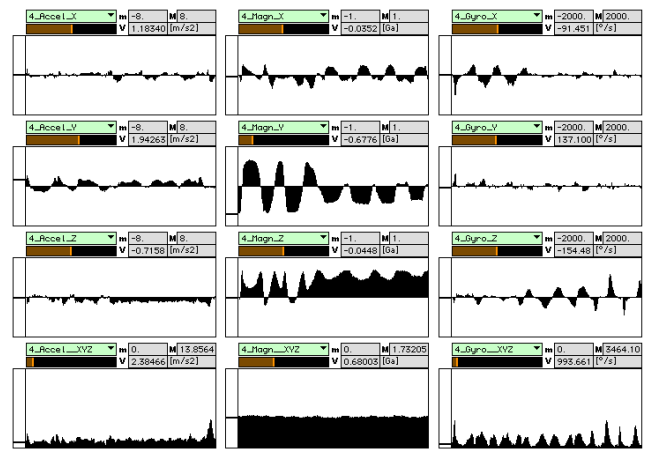 4_Accel_X m -8. M 8.
V 1.18340 [m/s2]
4_Magn_X m -1. M 1.
V -0.0352 [Ga]
4_Gyro_X m -2000. M 2000.
V -91.451 [°/s]
4_Accel_Y m -8. M 8.
V 1.94263 [m/s2]
4_Magn_Y m -1. M 1.
V -0.6776 [Ga]
4_Gyro_Y m -2000. M 2000.
V 137.100 [°/s]
4_Accel_Z m -8. M 8.
V -0.7158 [m/s2]
4_Magn_Z m -1. M 1.
V -0.0448 [Ga]
4_Gyro_Z m -2000. M 2000.
V -154.48 [°/s]
4_Accel__XYZ m 0. M 13.8564
V 2.38466 [m/s2]
4_Magn__XYZ m 0. M 1.73205
V 0.68003 [Ga]
4_Gyro__XYZ m 0. M 3464.10
V 993.661 [°/s]